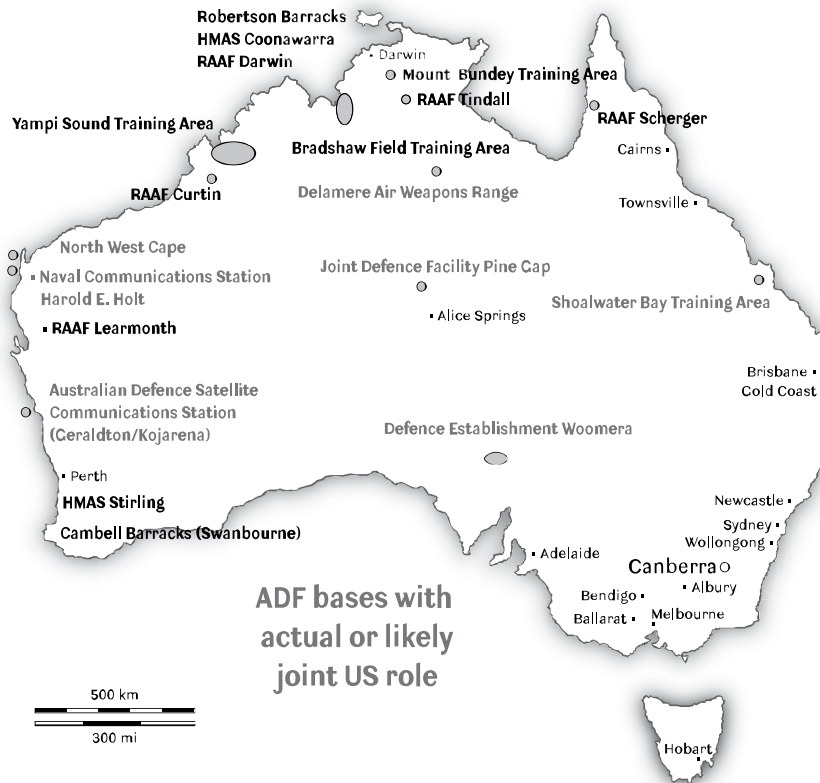 Robertson Barracks
HMAS Coonawarra
RAAF Darwin
Darwin
Mount Bundey Training Area
RAAF Tindall
RAAF Scherger
Yampi Sound Training Area
Bradshaw Field Training Area
Cairns
RAAF Curtin
Delamere Air Weapons Range
Townsville
North West Cape
Naval Communications Station
Harold E. Holt
Joint Defence Facility Pine Gap
Shoalwater Bay Training Area
Alice Springs
RAAF Learmonth
Brisbane
Gold Coast
Australian Defence Satellite
Communications Station
(Geraldton/Kojarena)
Defence Establishment Woomera
Perth
HMAS Stirling
Cambell Barracks (Swanbourne)
Newcastle
Sydney
Wollongong
Adelaide
Canberra
Albury
Bendigo
Ballarat
Melbourne
ADF bases with
actual or likely
joint US role
500 km
300 mi
Hobart